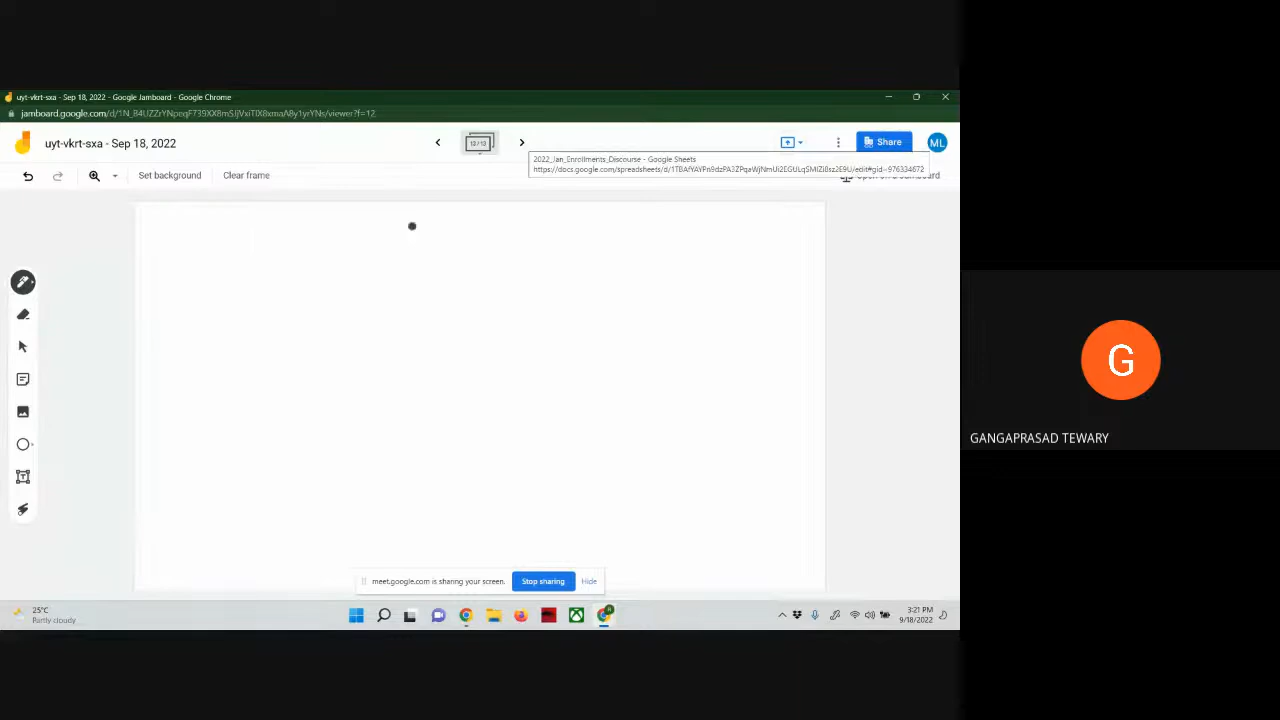 uyt-vkrt-sxa - Sep 18, 2022 - Google Jamboard - Google Chrome
uyt-vkrt-sxa - Sep 18, 2022
12 / 12
Share
ML
2022_Jan_Enrollments_Discourse - Google Sheets
Set background
Clear frame
meet.google.com is sharing your screen.
Stop sharing
Hide
G
GANGAPRASAD TEWARY
25°C
Partly cloudy
3:21 PM
9/18/2022